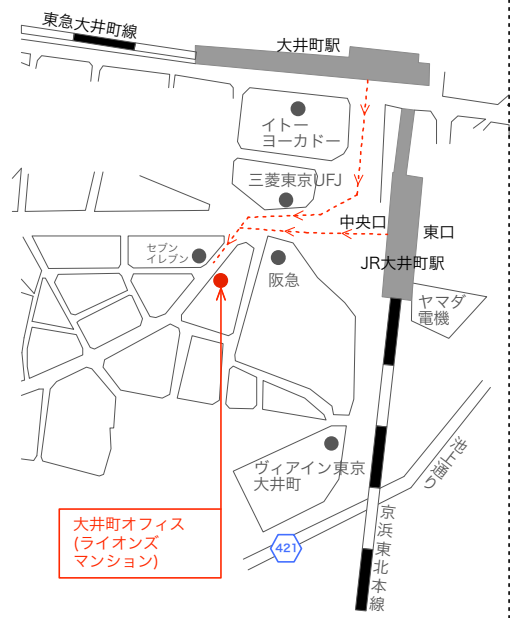 東急大井町線
大井町駅
イトー
ヨーカドー
三菱東京UFJ
中央口
東口
セブン
イレブン
阪急
JR大井町駅
ヤマダ
電機
ヴィアイン東京
大井町
池上通り
大井町オフィス
(ライオンズ
マンション)
421
京浜東北本線